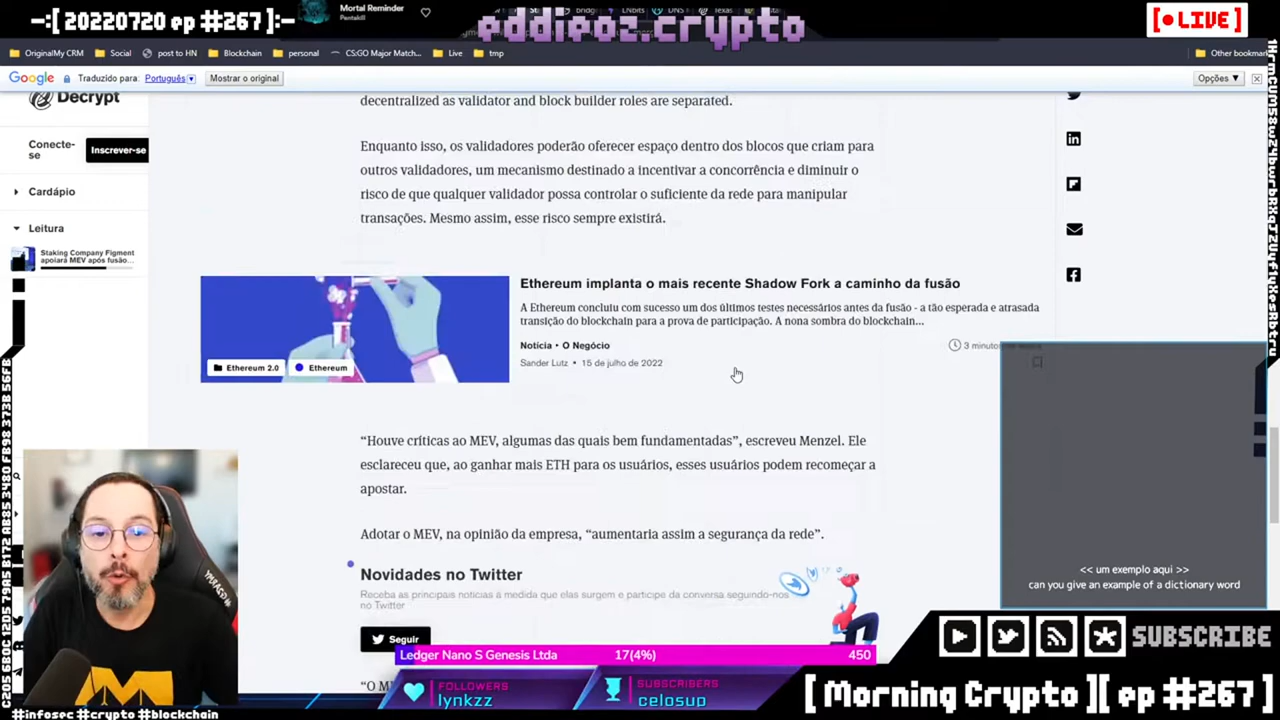 -:[ 20220720 ep #267 ]:-
Mortal Reminder
Pentakill
eddieoz.crypto
[ • LIVE ]
OriginalMy CRM
Social
post to HN
Blotchain
personal
CS:GO Major Match...
Live
tmp
Other bookmar
Google
Traduzido para: Português
Mostrar o original
Opções ▼
Decrypt
decentralized as validator and block builder roles are separated.
Conecte-
se
Inscrever-se
Cardápio
Leitura
Staking Company Figment
apoiará MEV após fusão...
Enquanto isso, os validadores poderão oferecer espaço dentro dos blocos que criam para
outros validadores, um mecanismo destinado a incentivar a concorrência e diminuir o
risco de que qualquer validador possa controlar o suficiente da rede para manipular
transações. Mesmo assim, esse risco sempre existirá.
Ethereum 2.0
Ethereum
Ethereum implanta o mais recente Shadow Fork a caminho da fusão
A Ethereum concluiu com sucesso um dos últimos testes necessários antes da fusão - a tão esperada e atrasada
transição do blockchain para a prova de participação. A nona sombra do blockchain...
Notícia • O Negócio
3 minutos
Sander Lutz • 15 de julho de 2022
“Houve críticas ao MEV, algumas das quais bem fundamentadas”, escreveu Menzel. Ele
esclareceu que, ao ganhar mais ETH para os usuários, esses usuários podem recomeçar a
apostar.
Adotar o MEV, na opinião da empresa, “aumentaria assim a segurança da rede”.
Novidades no Twitter
Receba as principais notícias à medida que elas surgem e participe da conversa seguindo-nos
no Twitter
Seguir
<< um exemplo aqui >>
can you give an example of a dictionary word
Ledger Nano S Genesis Ltda
17(4%)
450
FOLLOWERS
lynkzz
SUBSCRIBERS
celosup
SUBSCRIBE
[ Morning Crypto ][ ep #267 ]
#infosec #crypto #blockchain